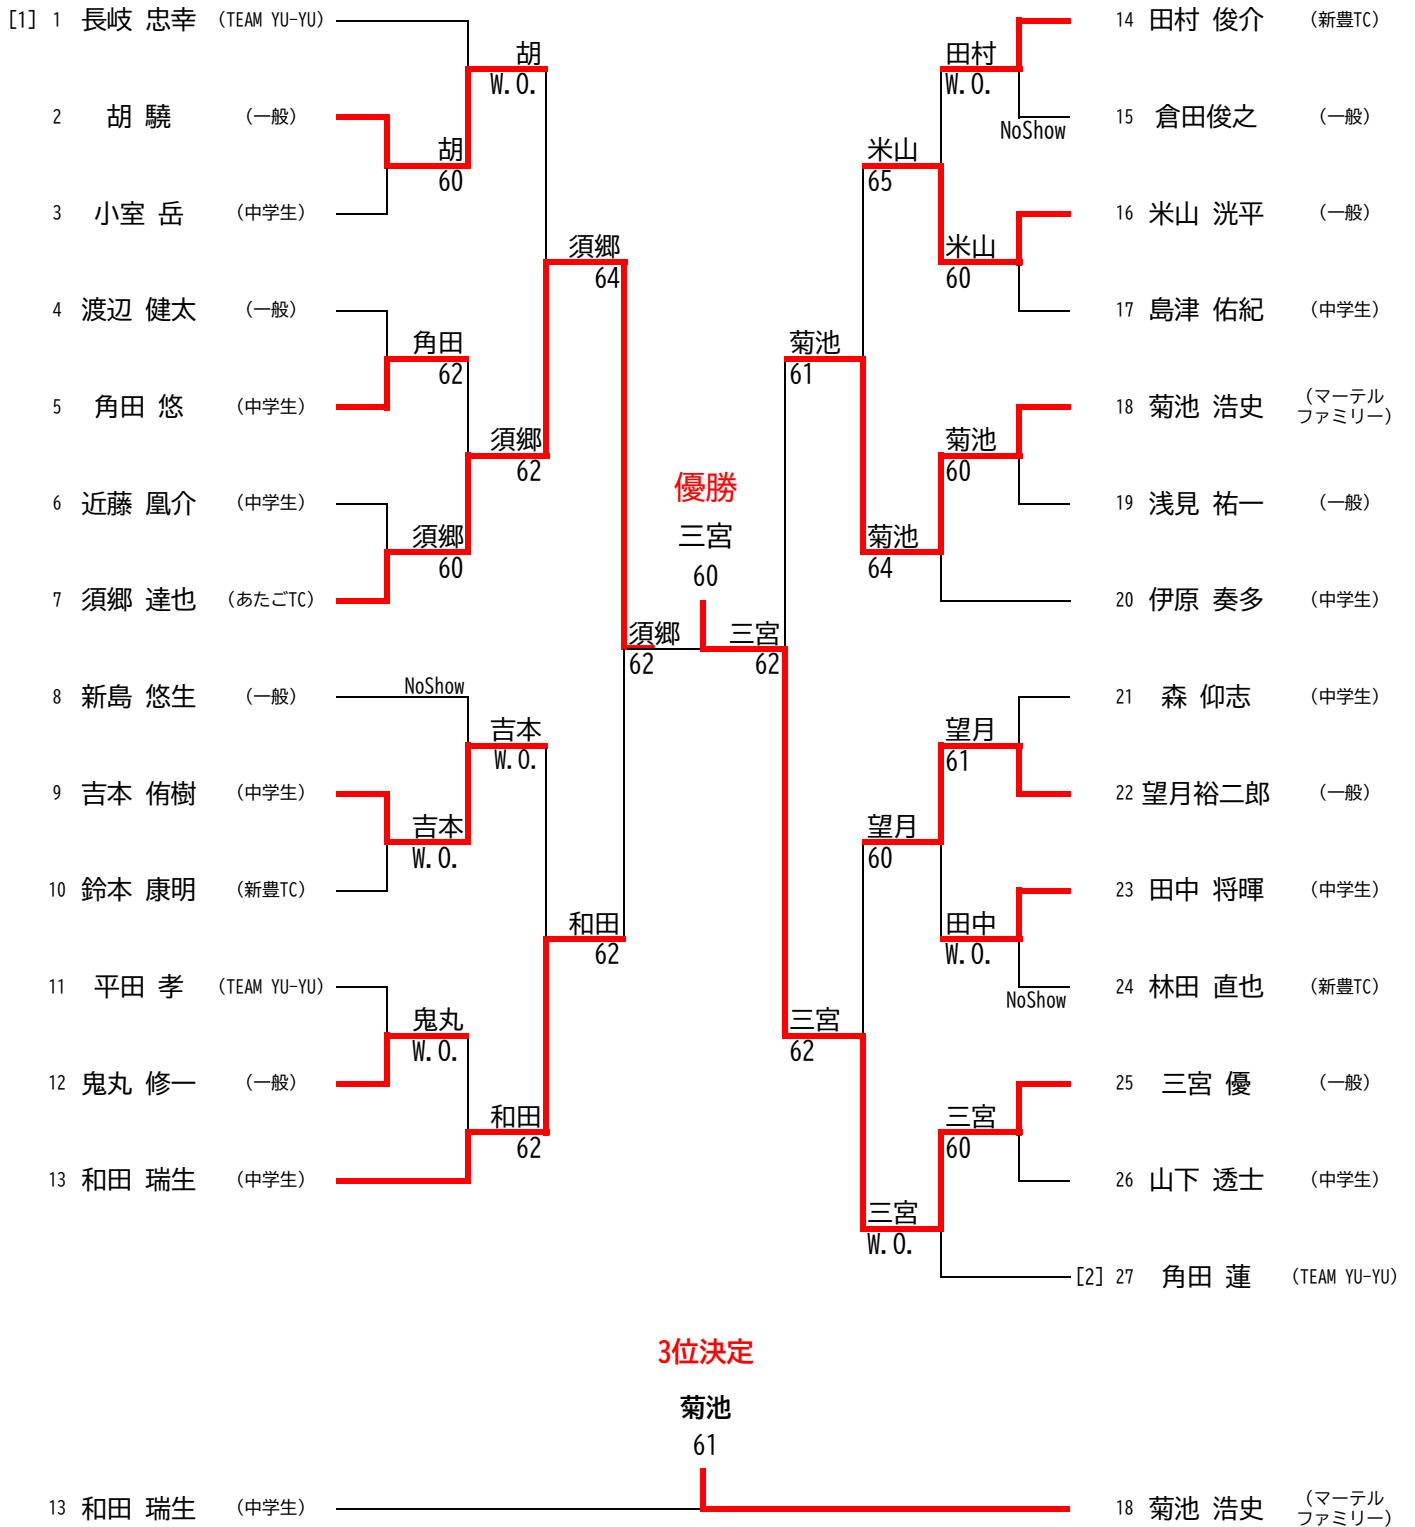 [1] 1 長岐 忠幸 (TEAM YU-YU)
2 胡 驍 (一般)
3 小室 岳 (中学生)
4 渡辺 健太 (一般)
5 角田 悠 (中学生)
6 近藤 凰介 (中学生)
7 須郷 達也 (あたごTC)
8 新島 悠生 (一般)
9 吉本 侑樹 (中学生)
10 鈴本 康明 (新豊TC)
11 平田 孝 (TEAM YU-YU)
12 鬼丸 修一 (一般)
13 和田 瑞生 (中学生)
胡
60
角田
62
須郷
60
NoShow
吉本
W.O.
鬼丸
W.O.
胡
W.O.
須郷
62
吉本
W.O.
和田
62
須郷
64
和田
62
須郷
62
優勝
三宮
60
三宮
62
菊池
61
三宮
62
米山
65
菊池
64
望月
60
三宮
W.O.
田村
W.O.
NoShow
米山
60
菊池
60
望月
61
田中
W.O.
NoShow
三宮
60
14 田村 俊介 (新豊TC)
15 倉田俊之 (一般)
16 米山 洸平 (一般)
17 島津 佑紀 (中学生)
18 菊池 浩史 (マーテル
ファミリー)
19 浅見 祐一 (一般)
20 伊原 奏多 (中学生)
21 森 仰志 (中学生)
22 望月裕二郎 (一般)
23 田中 将暉 (中学生)
24 林田 直也 (新豊TC)
25 三宮 優 (一般)
26 山下 透士 (中学生)
[2] 27 角田 蓮 (TEAM YU-YU)
3位決定
菊池
61
13 和田 瑞生 (中学生)
18 菊池 浩史 (マーテル
ファミリー)